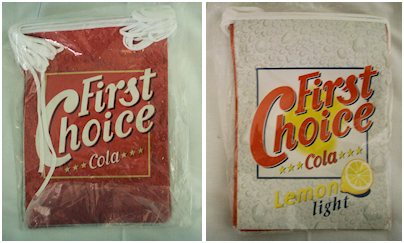 First
Choice
★★★Cola★★★
First
Choice
★★★Cola★★★
Lemon
light